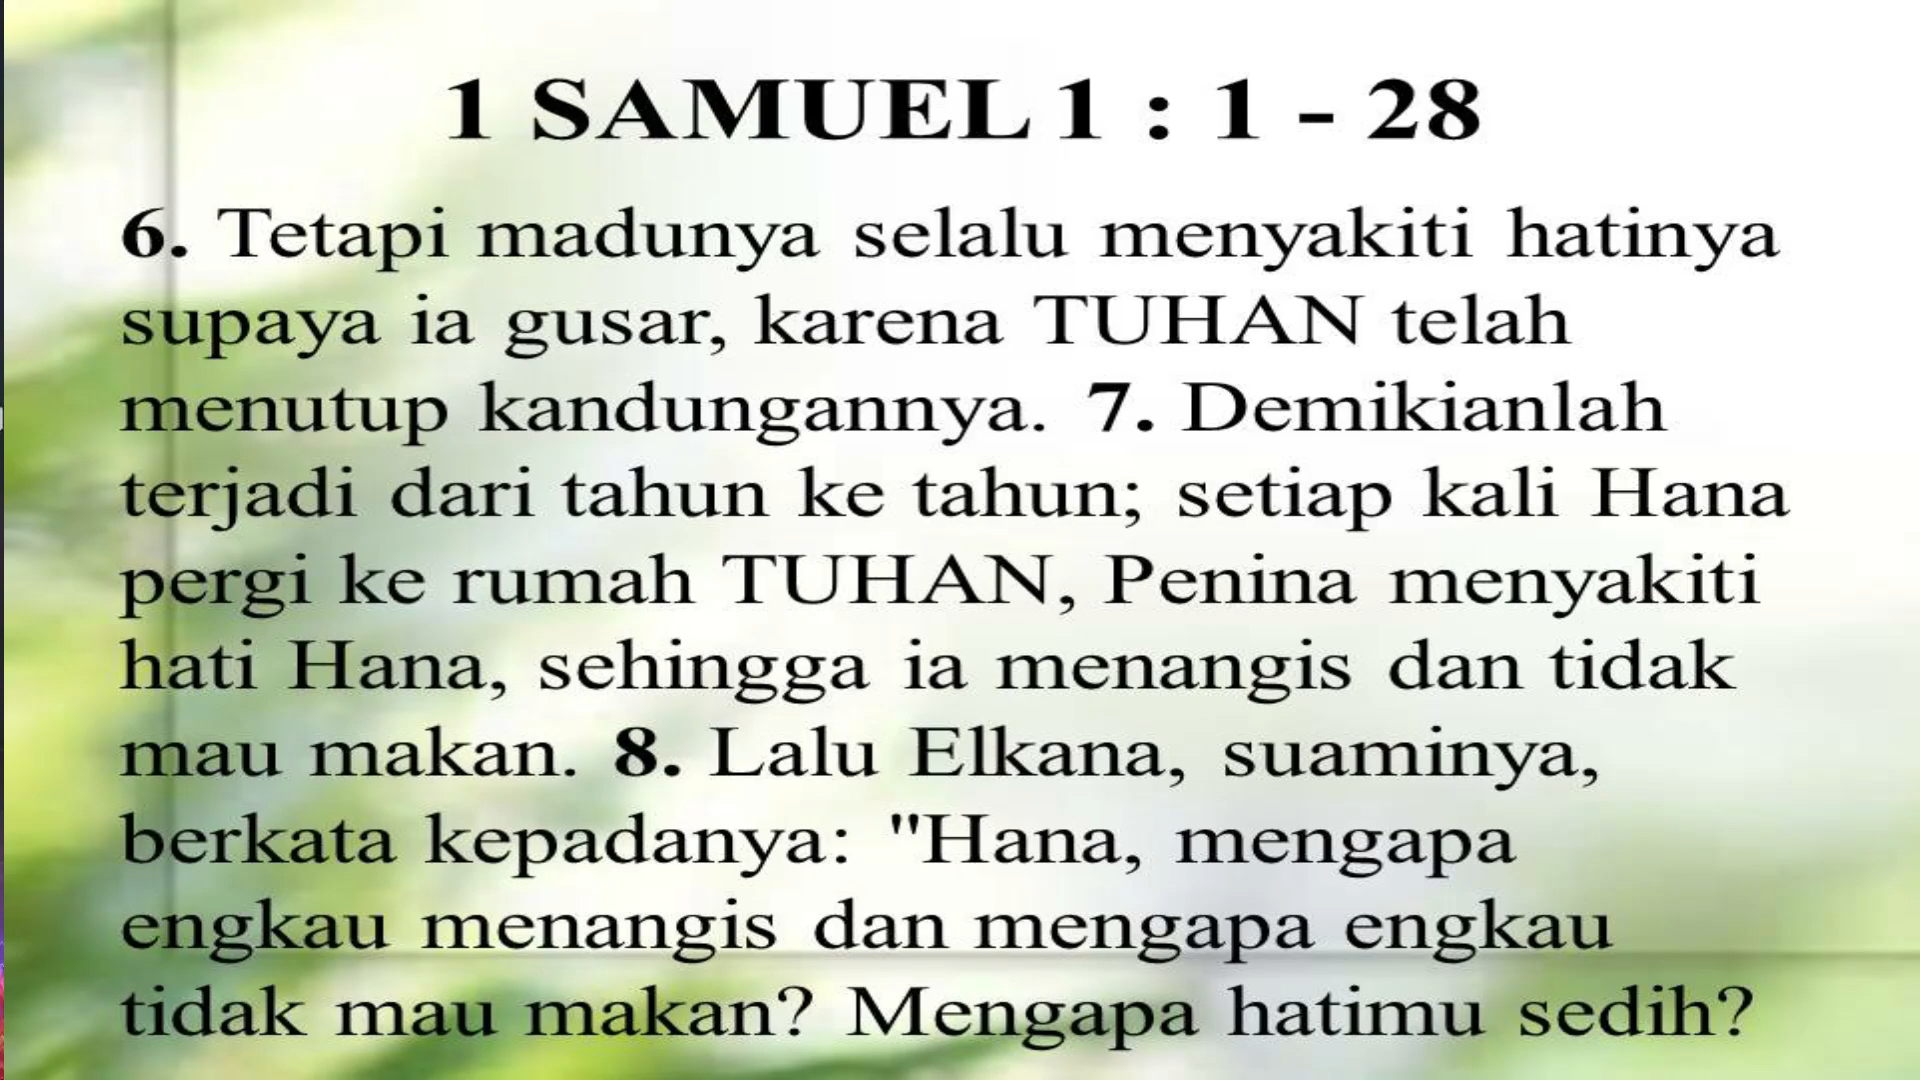 1 SAMUEL 1 : 1 - 28
6. Tetapi madunya selalu menyakiti hatinya
supaya ia gusar, karena TUHAN telah
menutup kandungannya. 7. Demikianlah
terjadi dari tahun ke tahun; setiap kali Hana
pergi ke rumah TUHAN, Penina menyakiti
hati Hana, sehingga ia menangis dan tidak
mau makan. 8. Lalu Elkana, suaminya,
berkata kepadanya: "Hana, mengapa
engkau menangis dan mengapa engkau
tidak mau makan? Mengapa hatimu sedih?